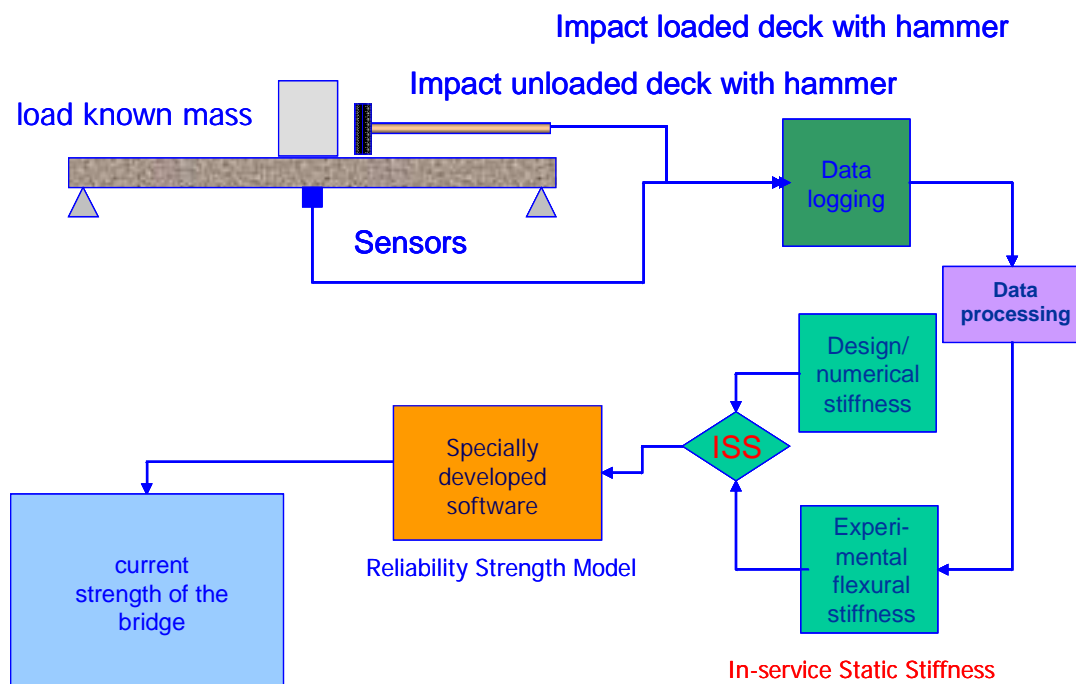 Impact loaded deck with hammer
Impact unloaded deck with hammer
load known mass
Data
logging
Sensors
Data
processing
Design/
numerical
stiffness
ISS
Specially
developed
software
Reliability Strength Model
Experi-
mental
flexural
stiffness
current
strength of the
bridge
In-service Static Stiffness